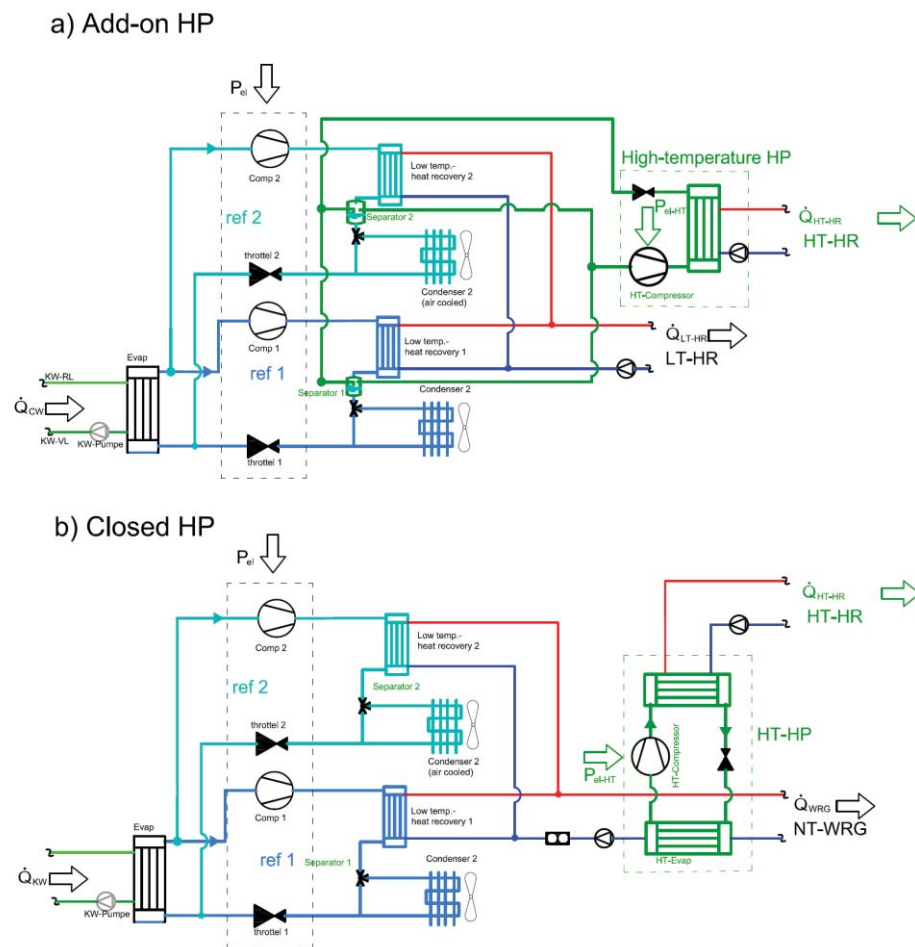 a) Add-on HP
Pel
Comp 2
Low temp.-
heat recovery 2
High-temperature HP
Pel-HT
Q̇HT-HR
HT-HR
ref 2
Separator 2
throttel 2
Condenser 2
(air cooled)
HT-Compressor
Comp 1
Low temp.-
heat recovery 1
Q̇LT-HR
LT-HR
Evap
ref 1
KW-RL
Separator 1
Condenser 2
Q̇CW
KW-VL
KW-Pumpe
throttel 1
b) Closed HP
Pel
Q̇HT-HR
HT-HR
Comp 2
Low temp.-
heat recovery 2
ref 2
Separator 2
throttel 2
Condenser 2
(air cooled)
HT-Compressor
HT-HP
Pel-HT
Comp 1
Low temp.-
heat recovery 1
Q̇WRG
NT-WRG
Evap
ref 1
Separator 1
Condenser 2
HT-Evap
Q̇KW
KW-Pumpe
throttel 1